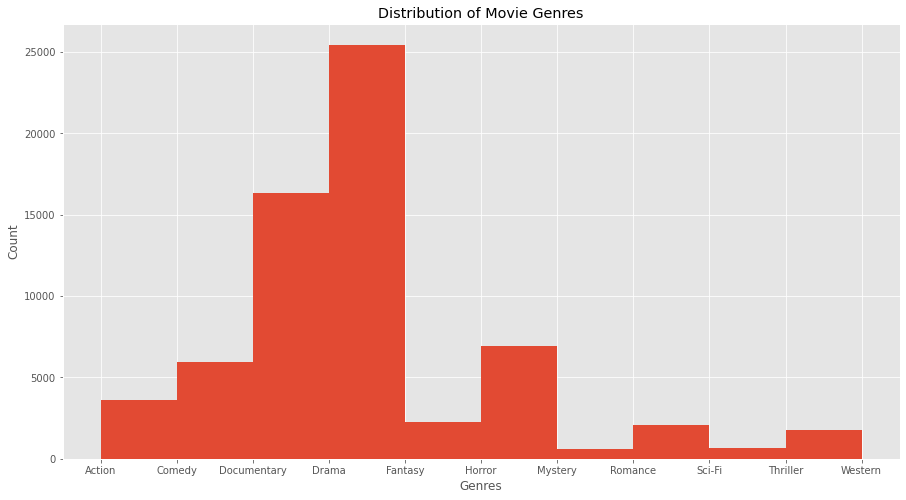 Distribution of Movie Genres
Count
25000
20000
15000
10000
5000
0
Action Comedy Documentary Drama Fantasy Horror Mystery Romance Sci-Fi Thriller Western
Genres